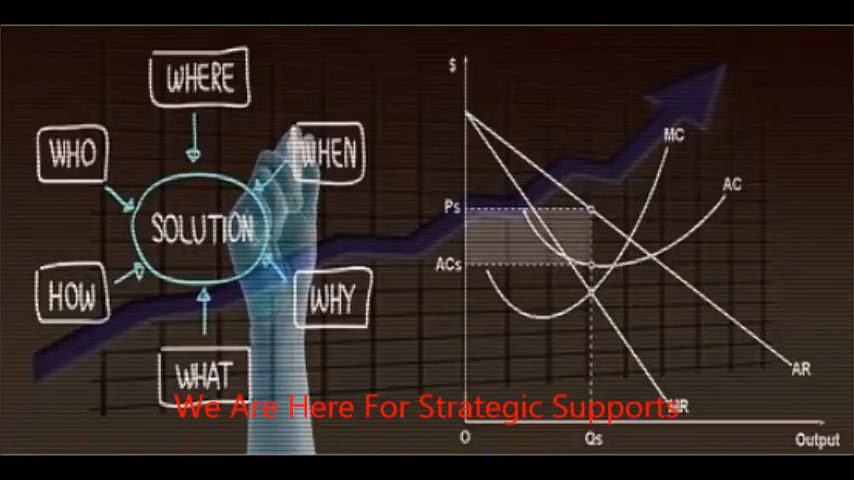 WHERE
WHO
WHEN
SOLUTION
HOW
WHY
WHAT
We Are Here For Strategic Supports
$
MC
AC
Ps
ACs
AR
MR
O
Qs
Output